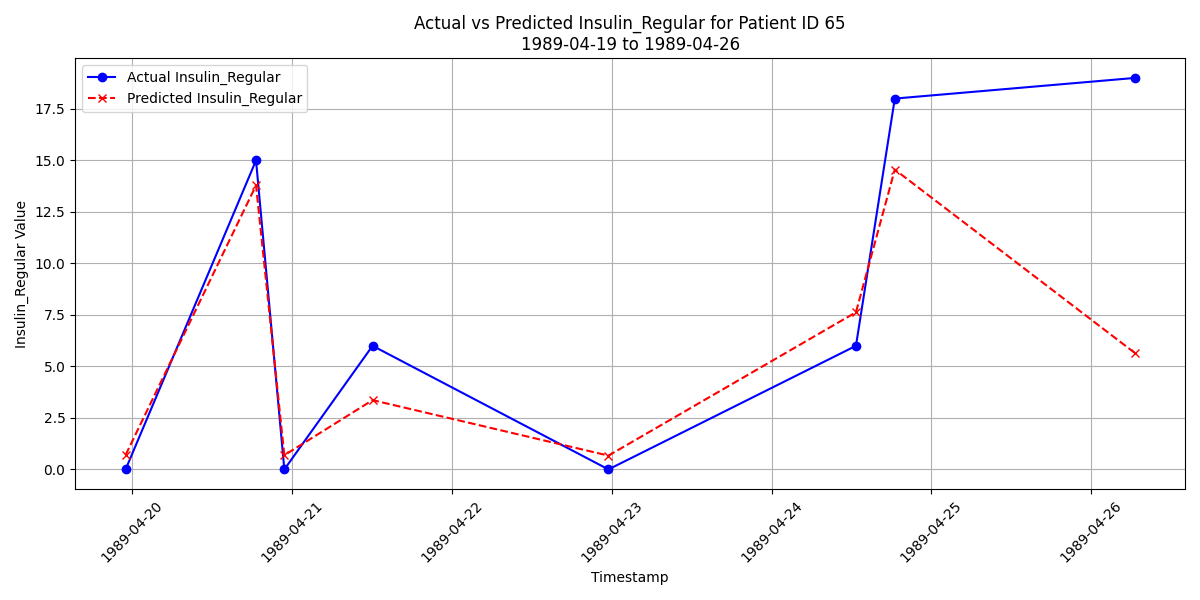 Actual vs Predicted Insulin_Regular for Patient ID 65
1989-04-19 to 1989-04-26
Actual Insulin_Regular
Predicted Insulin_Regular
Insulin_Regular Value
17.5
15.0
12.5
10.0
7.5
5.0
2.5
0.0
1989-04-20
1989-04-21
1989-04-22
1989-04-23
1989-04-24
1989-04-25
1989-04-26
Timestamp